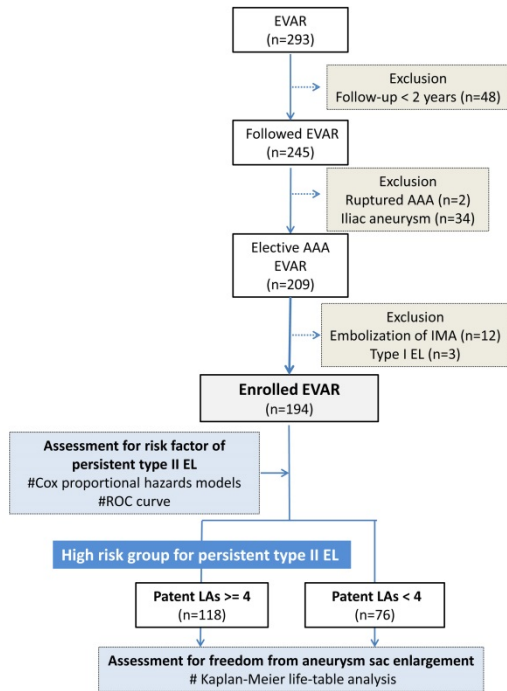 EVAR
(n=293)
Exclusion
Follow-up < 2 years (n=48)
Followed EVAR
(n=245)
Exclusion
Ruptured AAA (n=2)
Iliac aneurysm (n=34)
Elective AAA
EVAR
(n=209)
Exclusion
Embolization of IMA (n=12)
Type I EL (n=3)
Enrolled EVAR
(n=194)
Assessment for risk factor of
persistent type II EL
#Cox proportional hazards models
#ROC curve
High risk group for persistent type II EL
Patent LAs >= 4
(n=118)
Patent LAs < 4
(n=76)
Assessment for freedom from aneurysm sac enlargement
# Kaplan-Meier life-table analysis